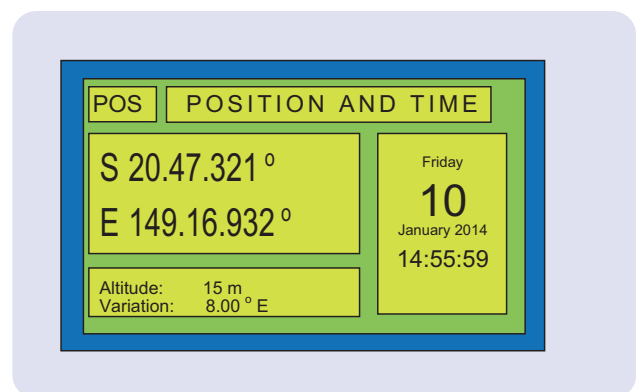 POS
POSITION AND TIME
S 20.47.321 º
E 149.16.932 º
Altitude: 15 m
Variation: 8.00 º E
Friday
10
January 2014
14:55:59